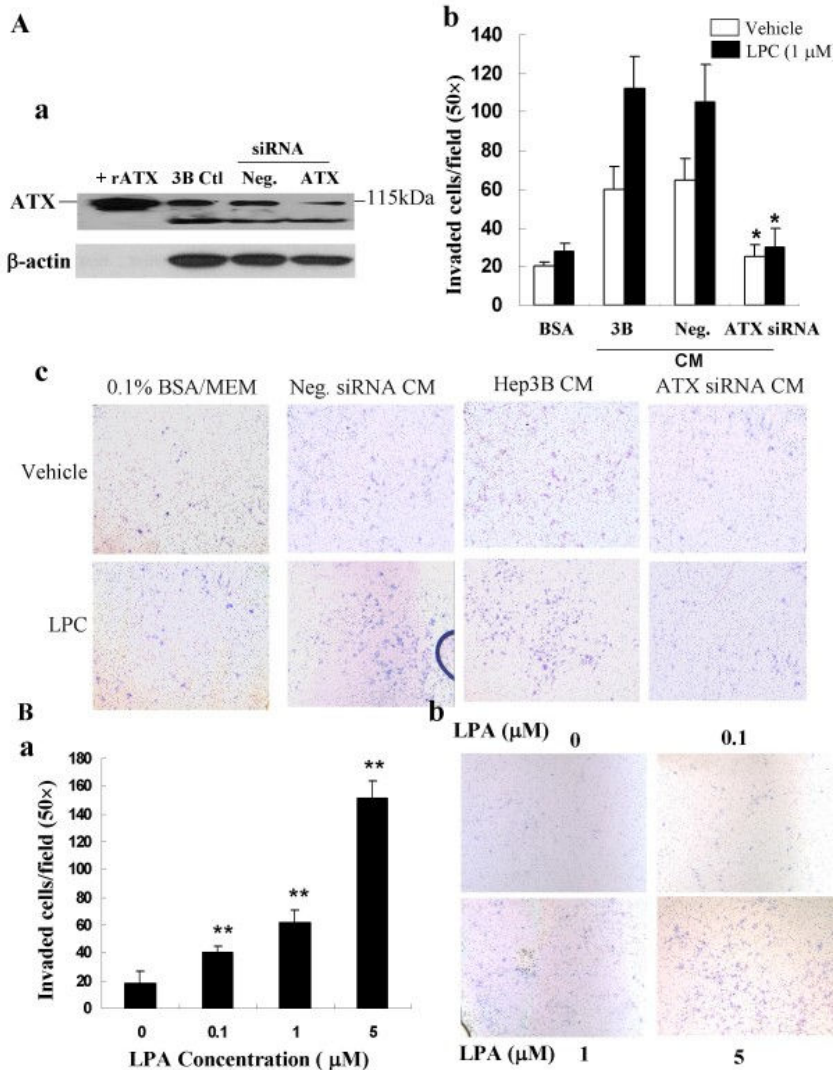 A
a
siRNA
+ rATX 3B Ctl Neg. ATX
ATX 115kDa
β-actin
b
Vehicle
LPC (1 μM
Invaded cells/field (50×)
140
120
100
80
60
40
20
0
* *
BSA 3B Neg. ATX siRNA
CM
c
0.1% BSA/MEM Neg. siRNA CM Hep3B CM ATX siRNA CM
Vehicle
LPC
B
a
Invaded cells/field (50×)
180
160
140
120
100
80
60
40
20
0
** ** **
0 0.1 1 5
LPA Concentration ( μM)
b
LPA (μM) 0 0.1
LPA (μM) 1 5